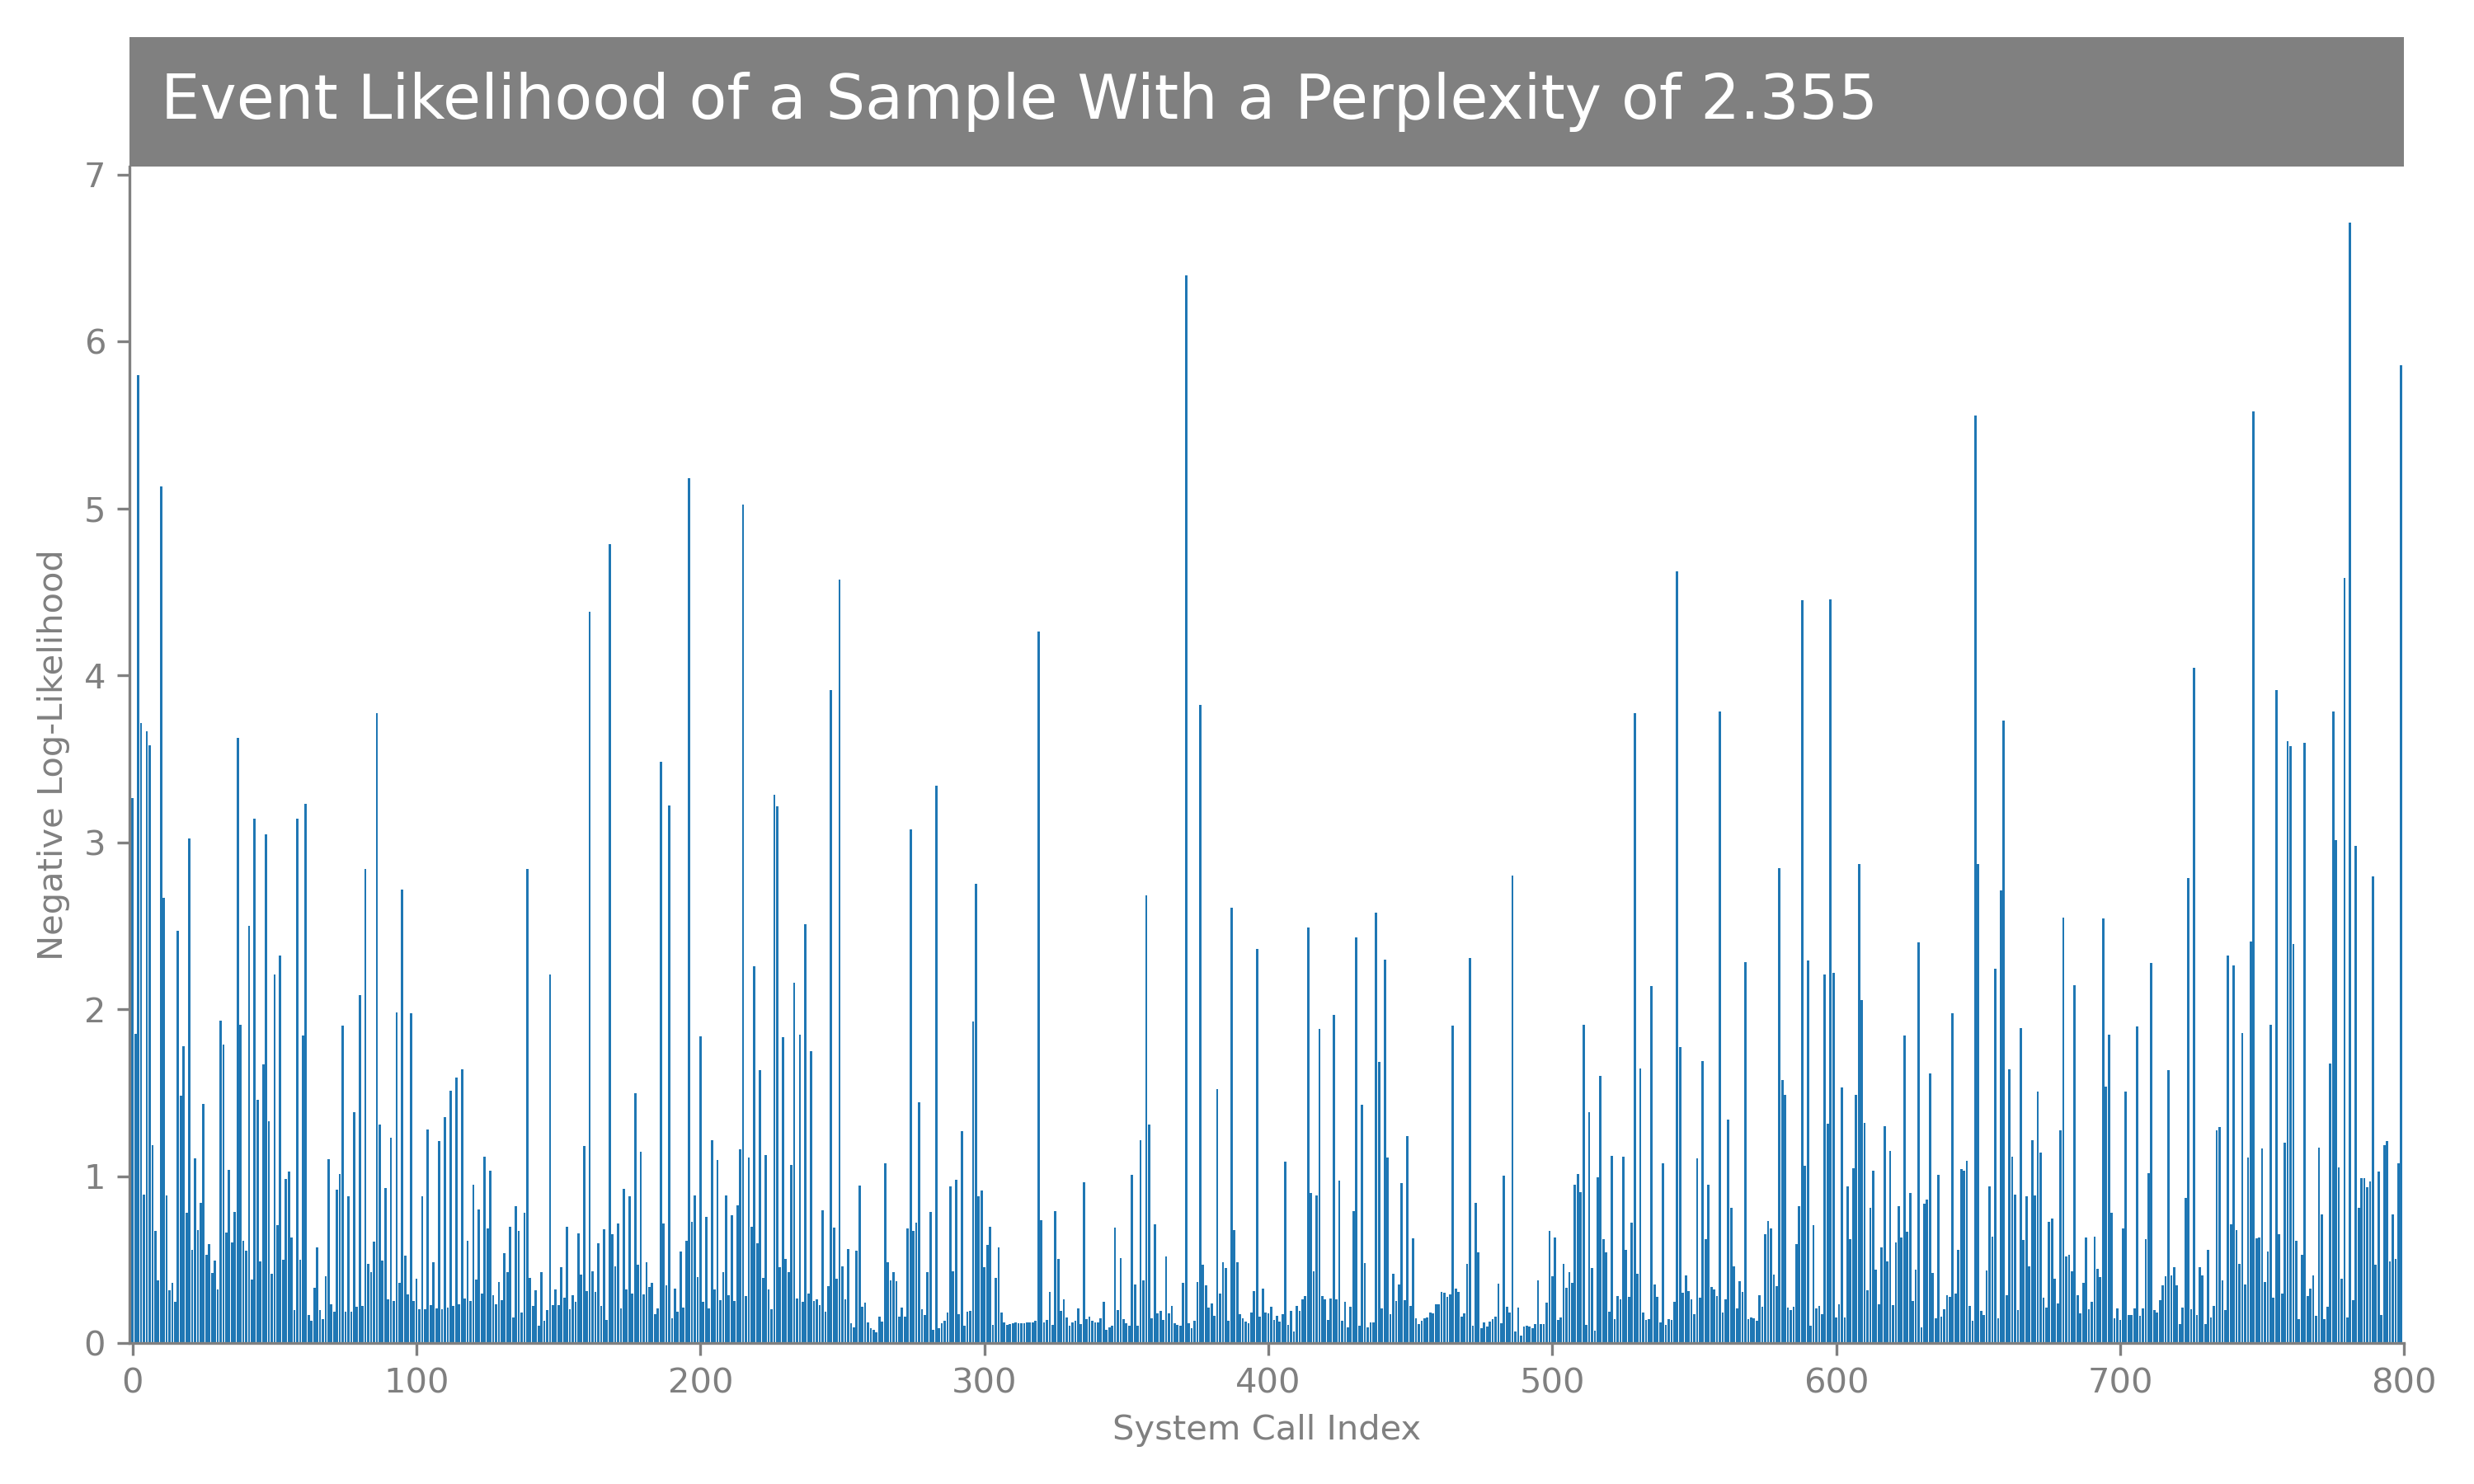 Event Likelihood of a Sample With a Perplexity of 2.355
7
6
5
4
3
2
1
0
Negative Log-Likelihood
0 100 200 300 400 500 600 700 800
System Call Index